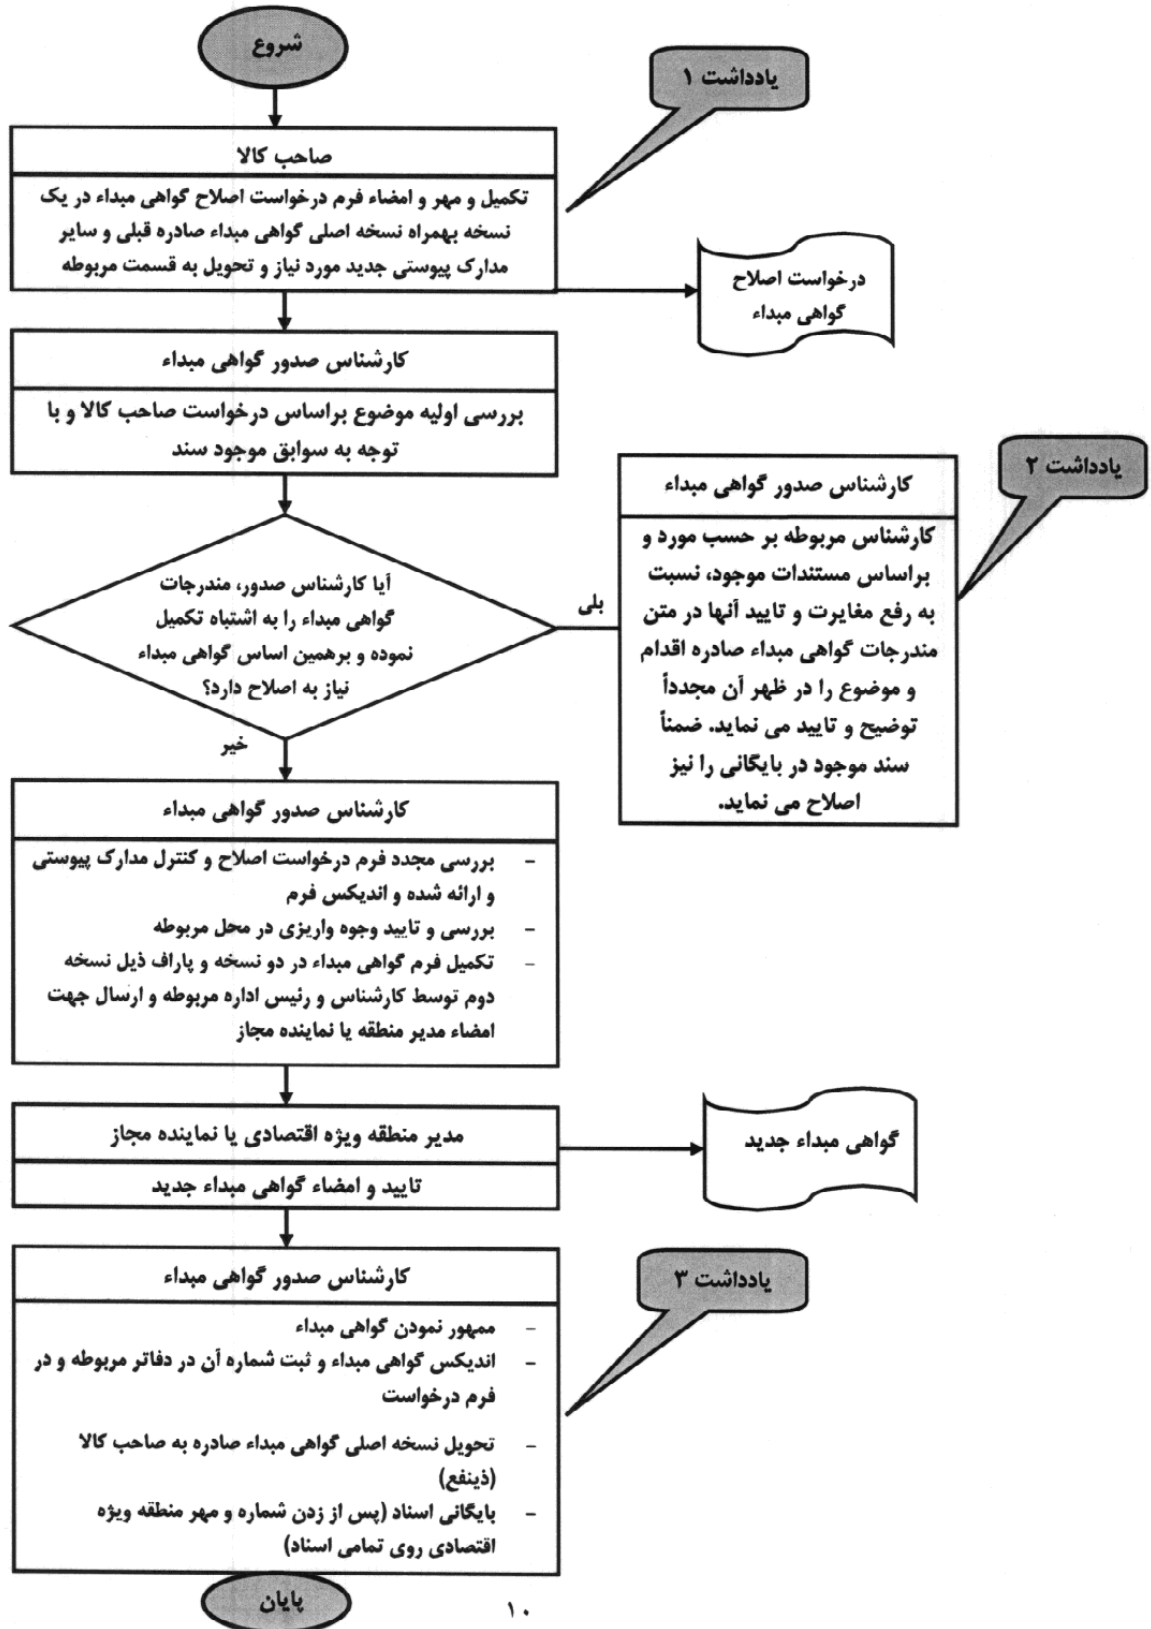 شروع
یادداشت ۱
صاحب کالا
تکمیل و مهر و امضاء فرم درخواست اصلاح گواهی مبداء در یک
نسخه بهمراه نسخه اصلی گواهی مبداء صادره قبلی و سایر
مدارک پیوستی جدید مورد نیاز و تحویل به قسمت مربوطه
درخواست اصلاح
گواهی مبداء
کارشناس صدور گواهی مبداء
بررسی اولیه موضوع براساس درخواست صاحب کالا و با
توجه به سوابق موجود سند
یادداشت ۲
کارشناس صدور گواهی مبداء
کارشناس مربوطه بر حسب مورد و
براساس مستندات موجود، نسبت
به رفع مغایرت و تایید آنها در متن
مندرجات گواهی مبداء صادره اقدام
و موضوع را در ظهر آن مجدداً
توضیح و تایید می نماید. ضمناً
سند موجود در بایگانی را نیز
اصلاح می نماید.
آیا کارشناس صدور، مندرجات
گواهی مبداء را به اشتباه تکمیل
نموده و برهمین اساس گواهی مبداء
نیاز به اصلاح دارد؟
بلی
خیر
کارشناس صدور گواهی مبداء
- بررسی مجدد فرم درخواست اصلاح و کنترل مدارک پیوستی
و ارائه شده و اندیکس فرم
- بررسی و تایید وجوه واریزی در محل مربوطه
- تکمیل فرم گواهی مبداء در دو نسخه و پاراف ذیل نسخه
دوم توسط کارشناس و رئیس اداره مربوطه و ارسال جهت
امضاء مدیر منطقه یا نماینده مجاز
مدیر منطقه ویژه اقتصادی یا نماینده مجاز
تایید و امضاء گواهی مبداء جدید
گواهی مبداء جدید
کارشناس صدور گواهی مبداء
یادداشت ۳
- ممهور نمودن گواهی مبداء
- اندیکس گواهی مبداء و ثبت شماره آن در دفاتر مربوطه و در
فرم درخواست
- تحویل نسخه اصلی گواهی مبداء صادره به صاحب کالا
(ذینفع)
- بایگانی اسناد (پس از زدن شماره و مهر منطقه ویژه
اقتصادی روی تمامی اسناد)
پایان
۱۰